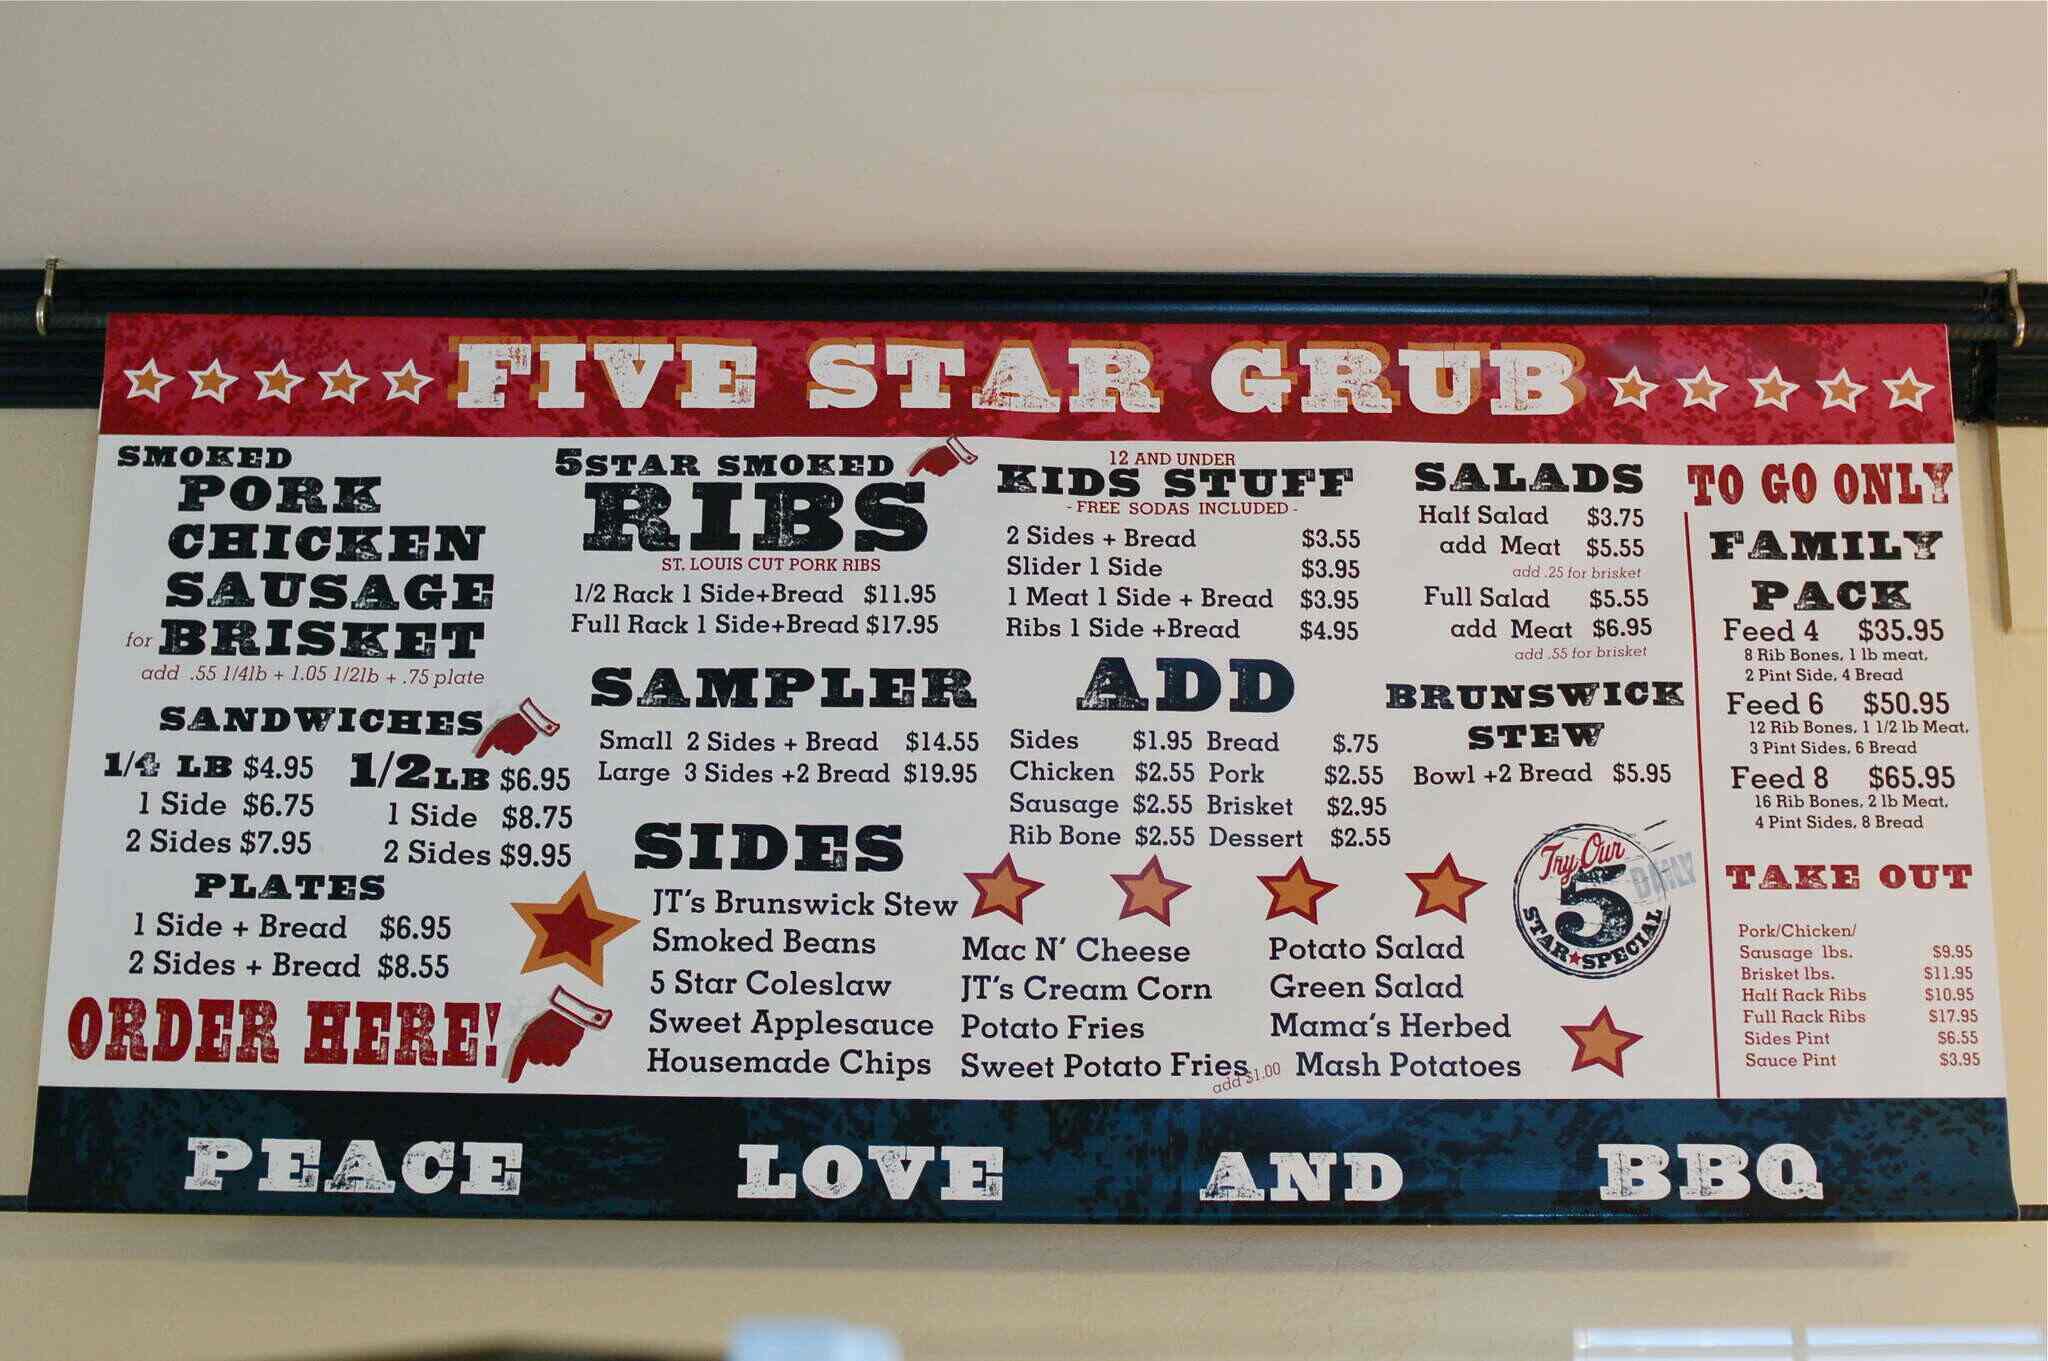 FIVE STAR GRUB
SMOKED
PORK
CHICKEN
SAUSAGE
for BRISKET
add .55 1/4lb + 1.05 1/2lb + .75 plate
SANDWICHES
1/4 LB $4.95
1 Side $6.75
2 Sides $7.95
1/2 LB $6.95
1 Side $8.75
2 Sides $9.95
PLATES
1 Side + Bread $6.95
2 Sides + Bread $8.55
ORDER HERE!
5STAR SMOKED
RIBS
ST. LOUIS CUT PORK RIBS
1/2 Rack 1 Side+Bread $11.95
Full Rack 1 Side+Bread $17.95
SAMPLER
Small 2 Sides + Bread $14.55
Large 3 Sides +2 Bread $19.95
SIDES
JT's Brunswick Stew
Smoked Beans
5 Star Coleslaw
Sweet Applesauce
Housemade Chips
Mac N' Cheese
JT's Cream Corn
Potato Fries
Sweet Potato Fries
add $1.00
Potato Salad
Green Salad
Mama's Herbed
Mash Potatoes
12 AND UNDER
KIDS STUFF
- FREE SODAS INCLUDED -
2 Sides + Bread $3.55
Slider 1 Side $3.95
1 Meat 1 Side + Bread $3.95
Ribs 1 Side +Bread $4.95
ADD
Sides $1.95 Bread $.75
Chicken $2.55 Pork $2.55
Sausage $2.55 Brisket $2.95
Rib Bone $2.55 Dessert $2.55
SALADS
Half Salad $3.75
add Meat $5.55
add .25 for brisket
Full Salad $5.55
add Meat $6.95
add .55 for brisket
BRUNSWICK
STEW
Bowl +2 Bread $5.95
Try Our
5
DAILY
STAR SPECIAL
TO GO ONLY
FAMILY
PACK
Feed 4 $35.95
8 Rib Bones, 1 lb meat,
2 Pint Side, 4 Bread
Feed 6 $50.95
12 Rib Bones, 1 1/2 lb Meat,
3 Pint Sides, 6 Bread
Feed 8 $65.95
16 Rib Bones, 2 lb Meat,
4 Pint Sides, 8 Bread
TAKE OUT
Pork/Chicken/
Sausage lbs. $9.95
Brisket lbs. $11.95
Half Rack Ribs $10.95
Full Rack Ribs $17.95
Sides Pint $6.55
Sauce Pint $3.95
PEACE LOVE AND BBQ